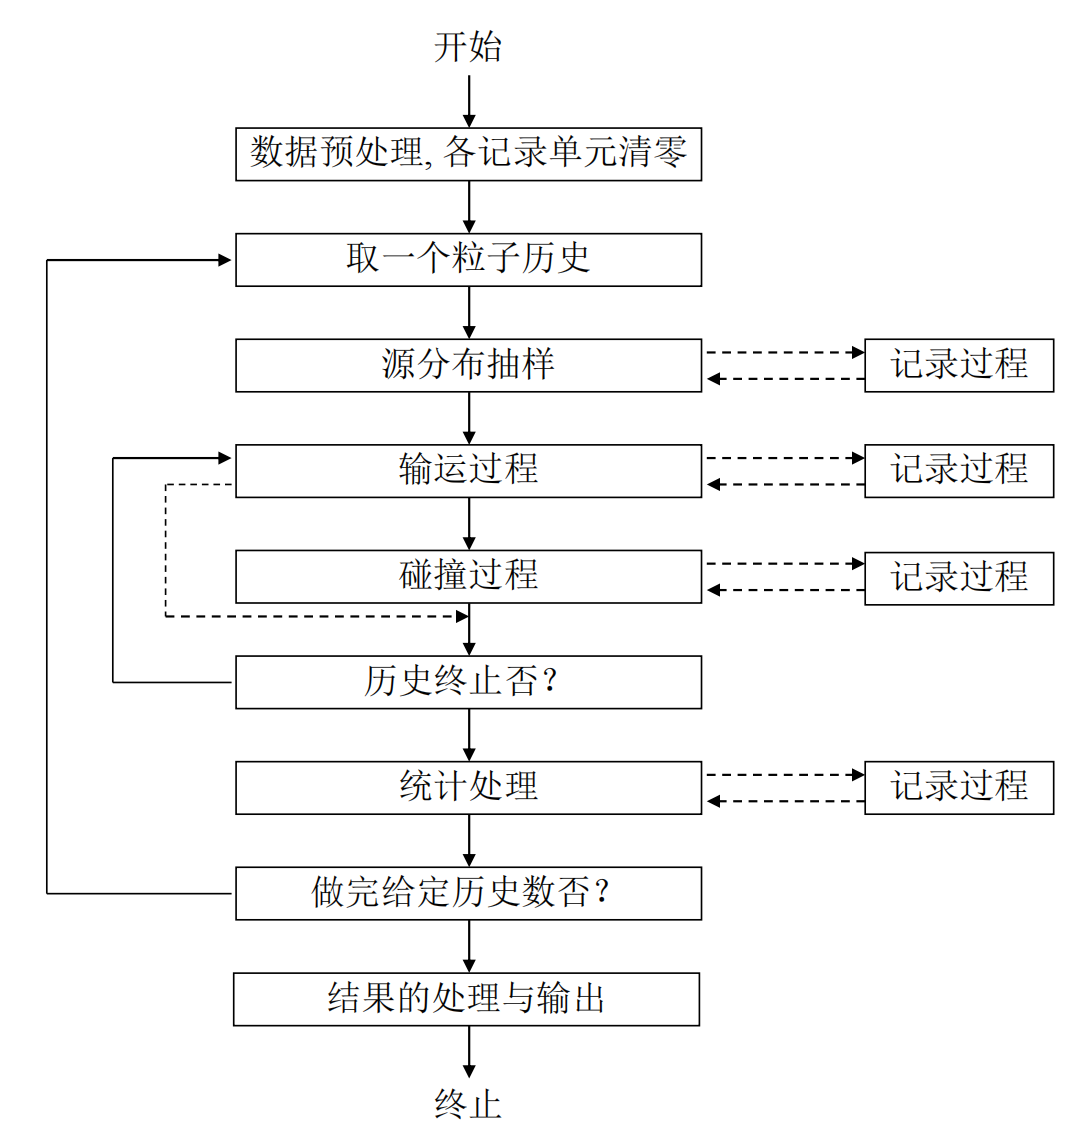 开始
数据预处理, 各记录单元清零
取一个粒子历史
源分布抽样
记录过程
输运过程
记录过程
碰撞过程
记录过程
历史终止否?
统计处理
记录过程
做完给定历史数否?
结果的处理与输出
终止